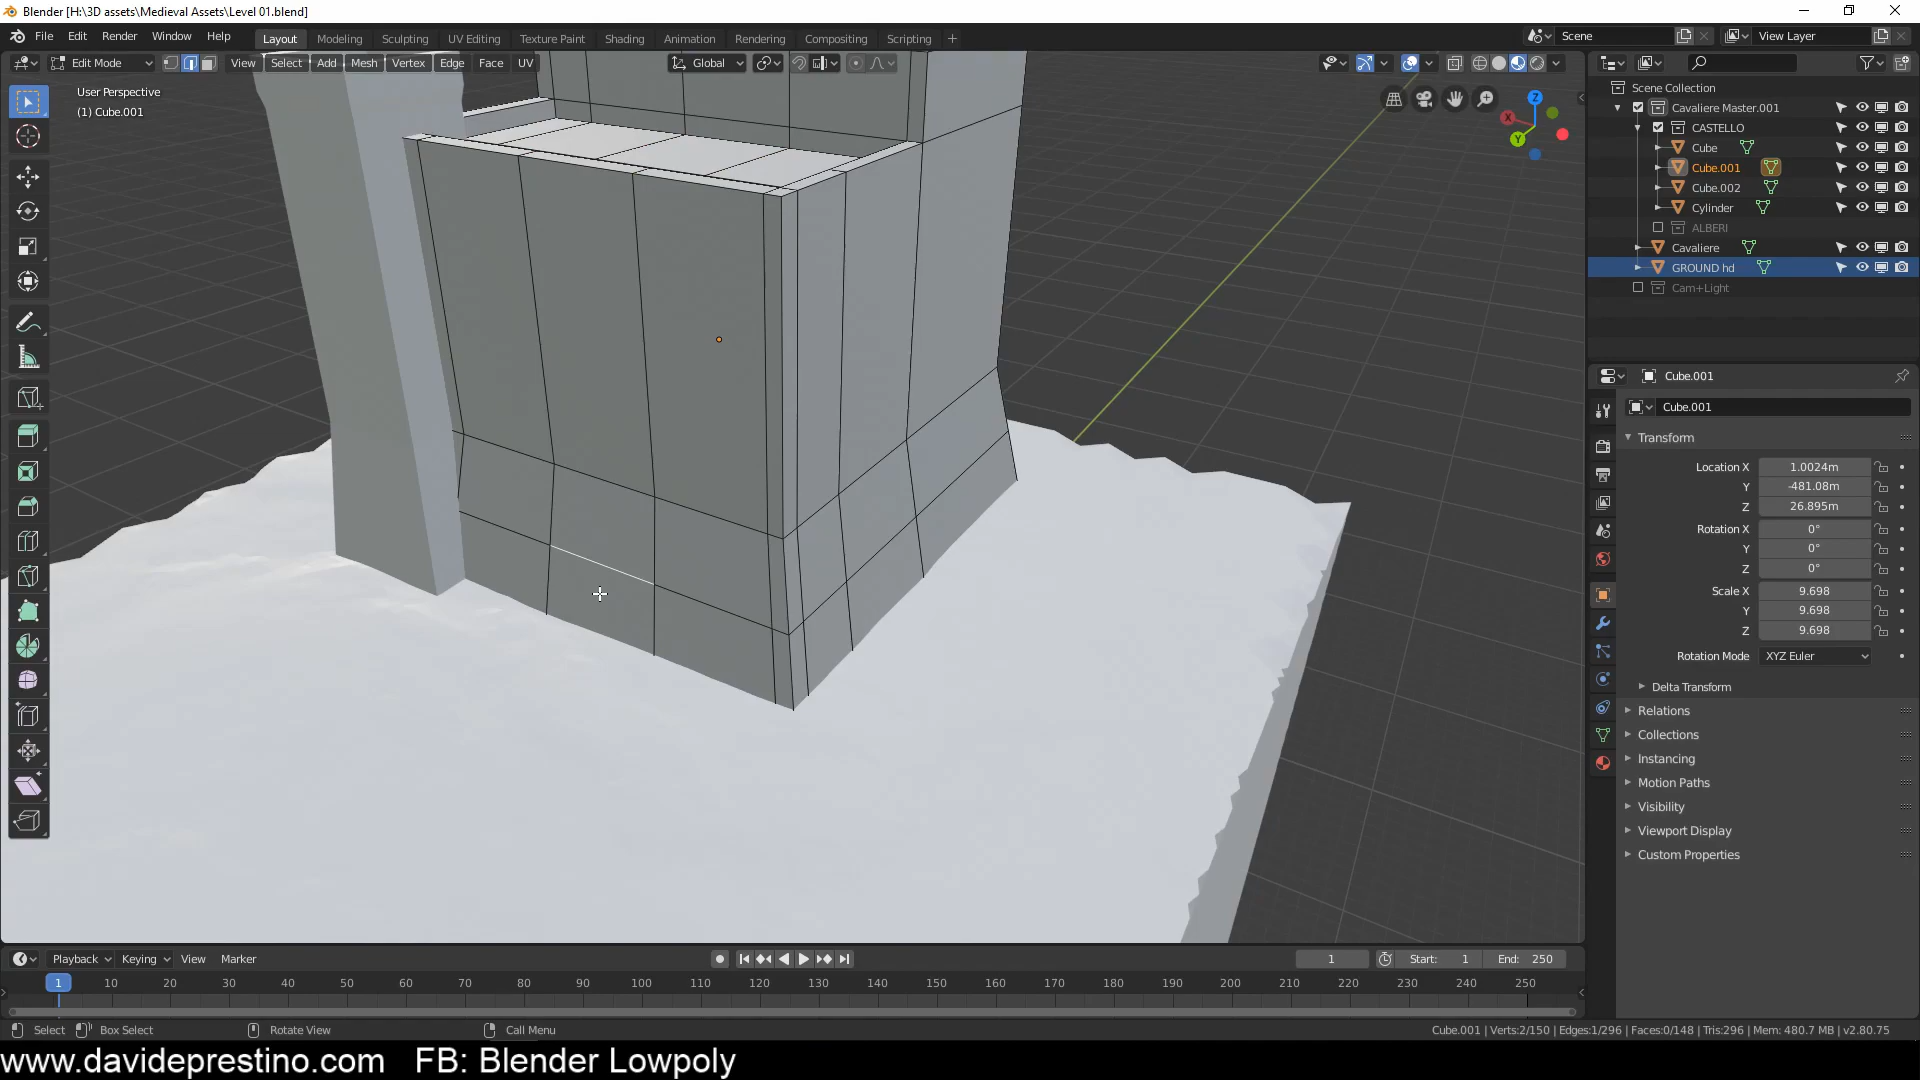 Blender [H:\3D assets\Medieval Assets\Level 01.blend]
File Edit Render Window Help Layout Modeling Sculpting UV Editing Texture Paint Shading Animation Rendering Compositing Scripting + Scene View Layer
Edit Mode View Select Add Mesh Vertex Edge Face UV Global
User Perspective
(1) Cube.001
Z
X
Y
Scene Collection
Cavaliere Master.001
CASTELLO
Cube
Cube.001
Cube.002
Cylinder
ALBERI
Cavaliere
GROUND hd
Cam+Light
Cube.001
Cube.001
Transform
Location X 1.0024m
Y -481.08m
Z 26.895m
Rotation X 0°
Y 0°
Z 0°
Scale X 9.698
Y 9.698
Z 9.698
Rotation Mode XYZ Euler
Delta Transform
Relations
Collections
Instancing
Motion Paths
Visibility
Viewport Display
Custom Properties
Playback Keying View Marker 1 Start: 1 End: 250
1 10 20 30 40 50 60 70 80 90 100 110 120 130 140 150 160 170 180 190 200 210 220 230 240 250
Select Box Select Rotate View Call Menu Cube.001 | Verts:2/150 | Edges:1/296 | Faces:0/148 | Tris:296 | Mem: 480.7 MB | v2.80.75
www.davideprestino.com FB: Blender Lowpoly